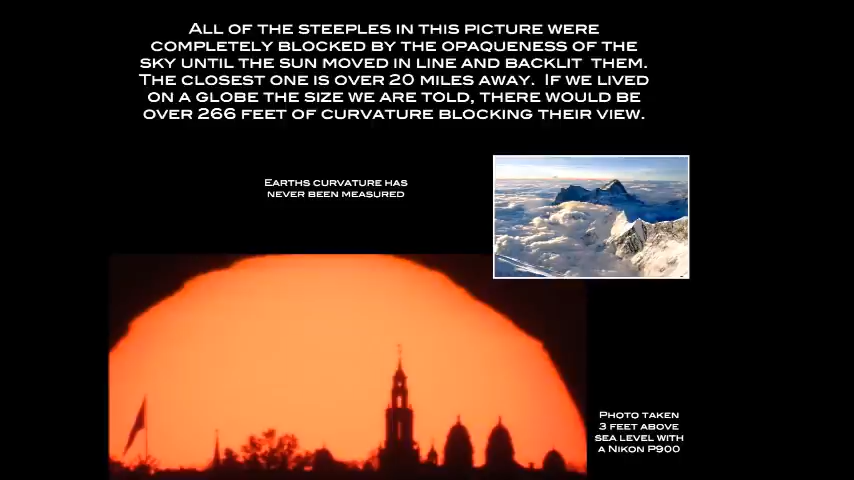 All of the steeples in this picture were
completely blocked by the opaqueness of the
sky until the sun moved in line and backlit them.
The closest one is over 20 miles away. If we lived
on a globe the size we are told, there would be
over 266 feet of curvature blocking their view.
Earths curvature has
never been measured
Photo taken
3 feet above
sea level with
a Nikon P900